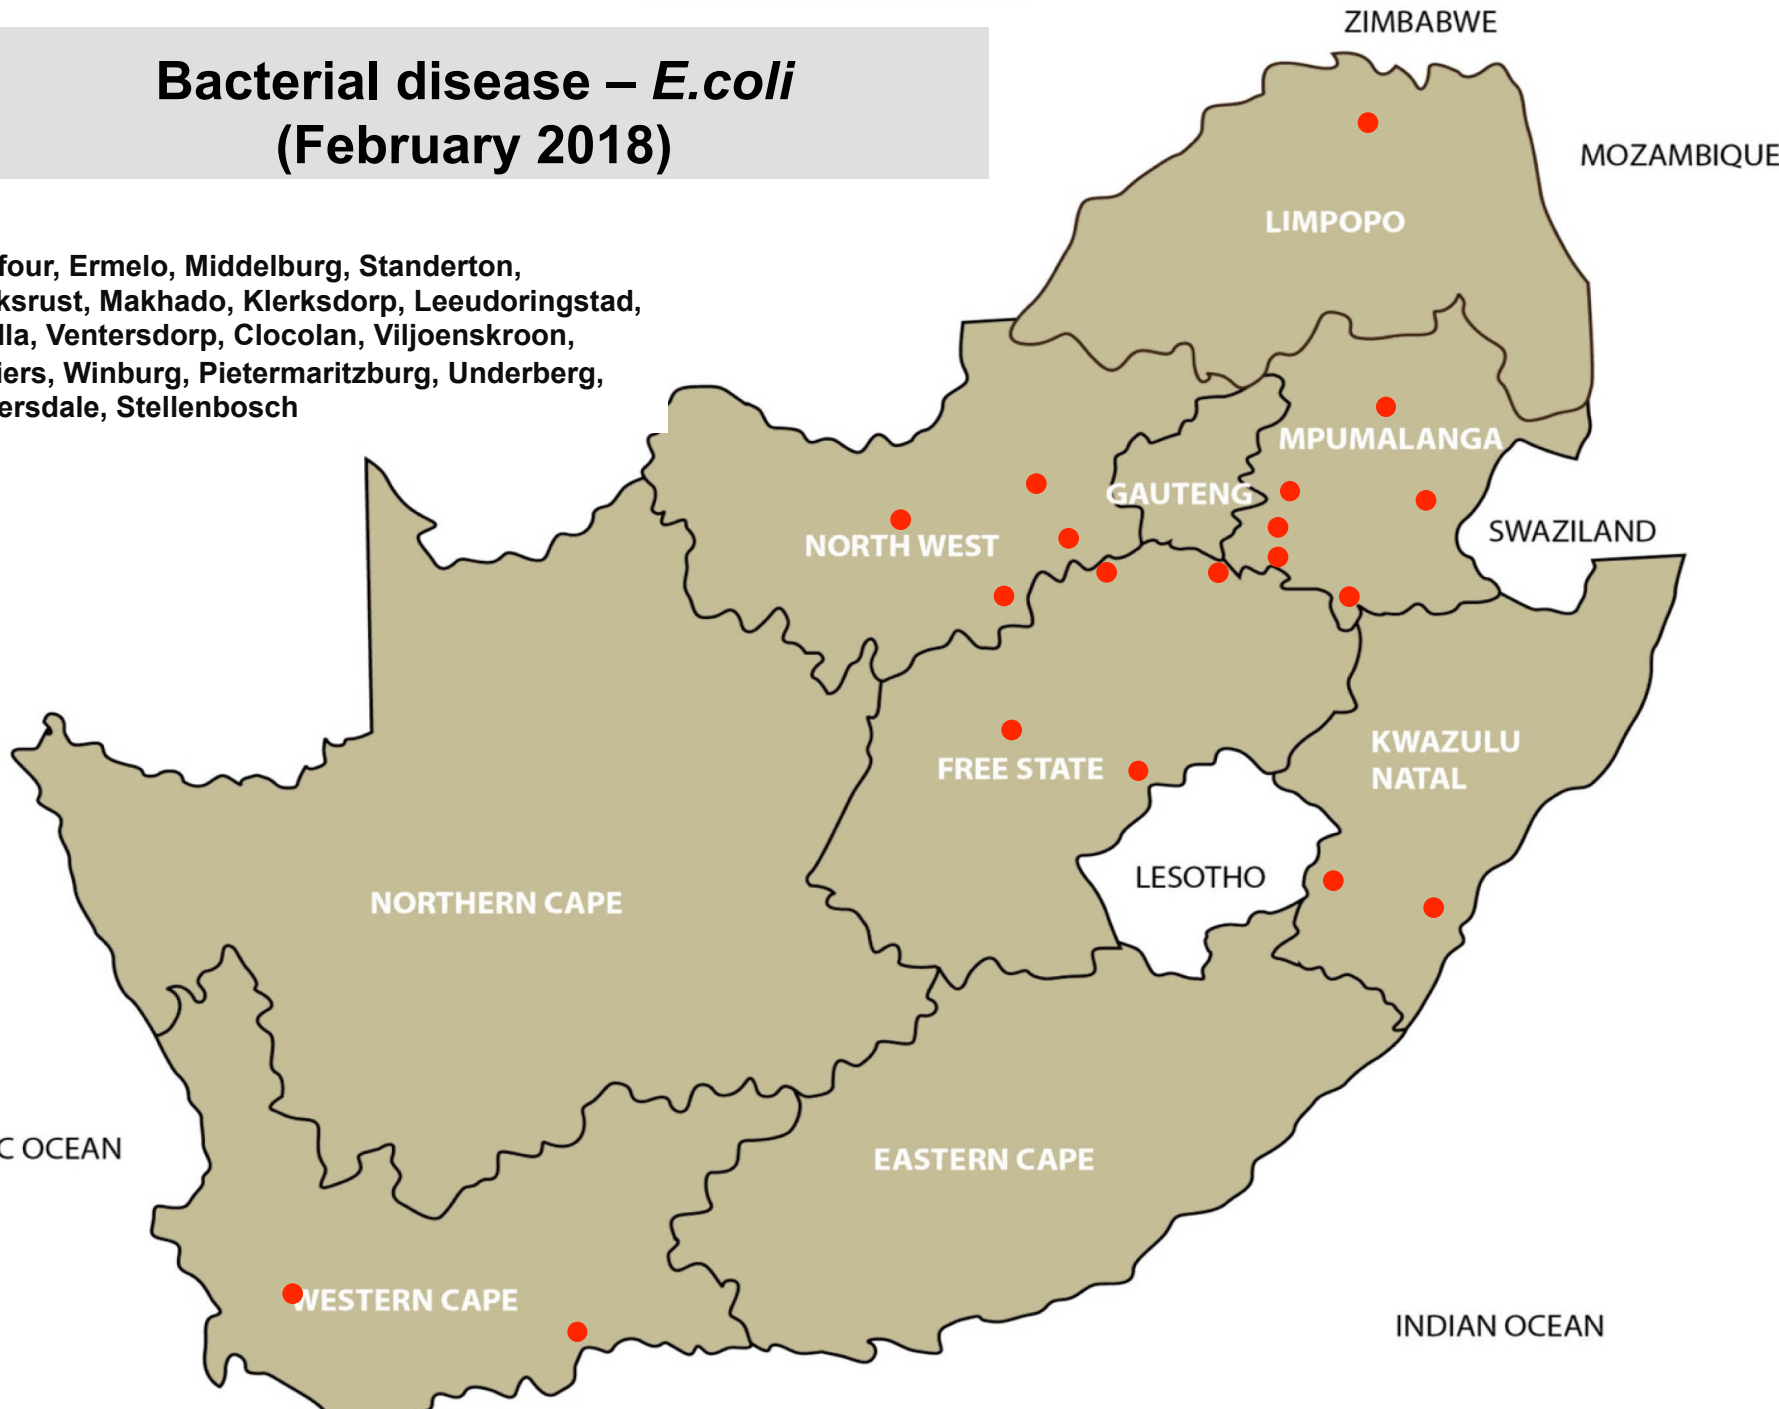 ZIMBABWE
Bacterial disease – E.coli
(February 2018)
MOZAMBIQUE
LIMPOPO
four, Ermelo, Middelburg, Standerton,
ksrust, Makhado, Klerksdorp, Leeudoringstad,
lla, Ventersdorp, Clocolan, Viljoenskroon,
iers, Winburg, Pietermaritzburg, Underberg,
ersdale, Stellenbosch
MPUMALANGA
GAUTENG
SWAZILAND
NORTH WEST
KWAZULU
NATAL
FREE STATE
LESOTHO
NORTHERN CAPE
C OCEAN
EASTERN CAPE
WESTERN CAPE
INDIAN OCEAN